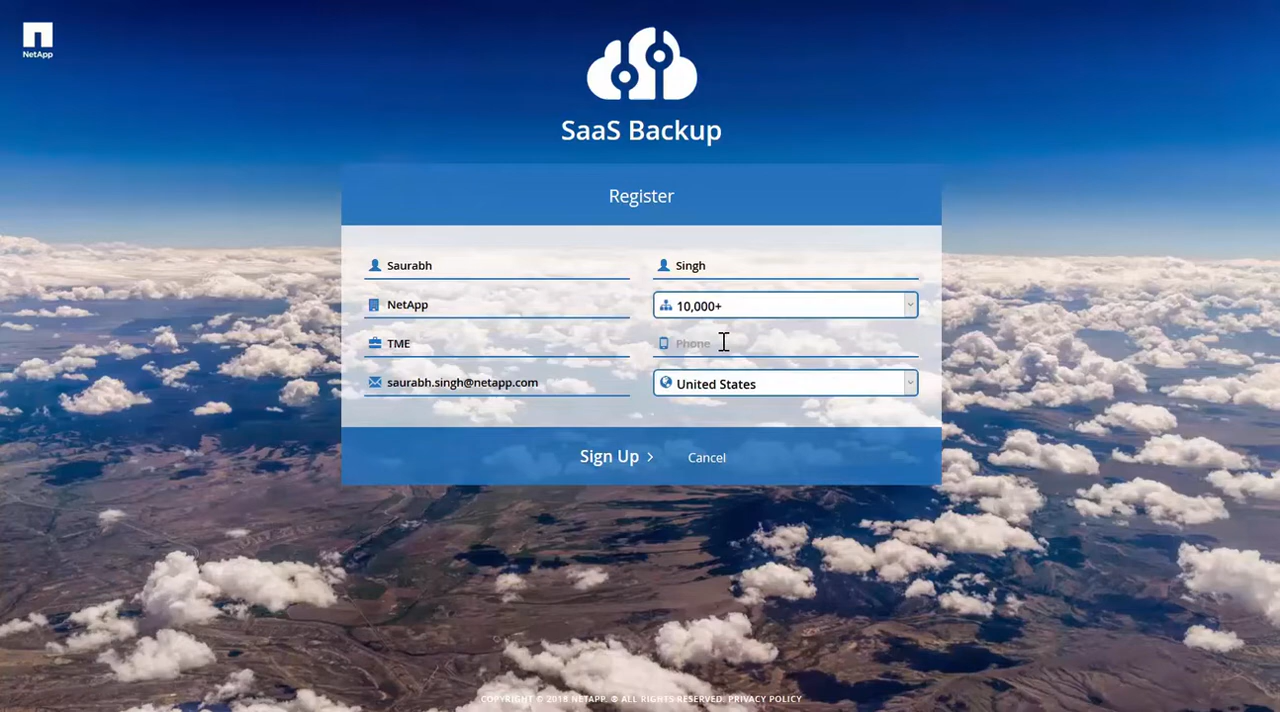 NetApp
SaaS Backup
Register
Saurabh
Singh
NetApp
10,000+
TME
Phone
saurabh.singh@netapp.com
United States
Sign Up >
Cancel
COPYRIGHT © 2018 NETAPP. ® ALL RIGHTS RESERVED. PRIVACY POLICY